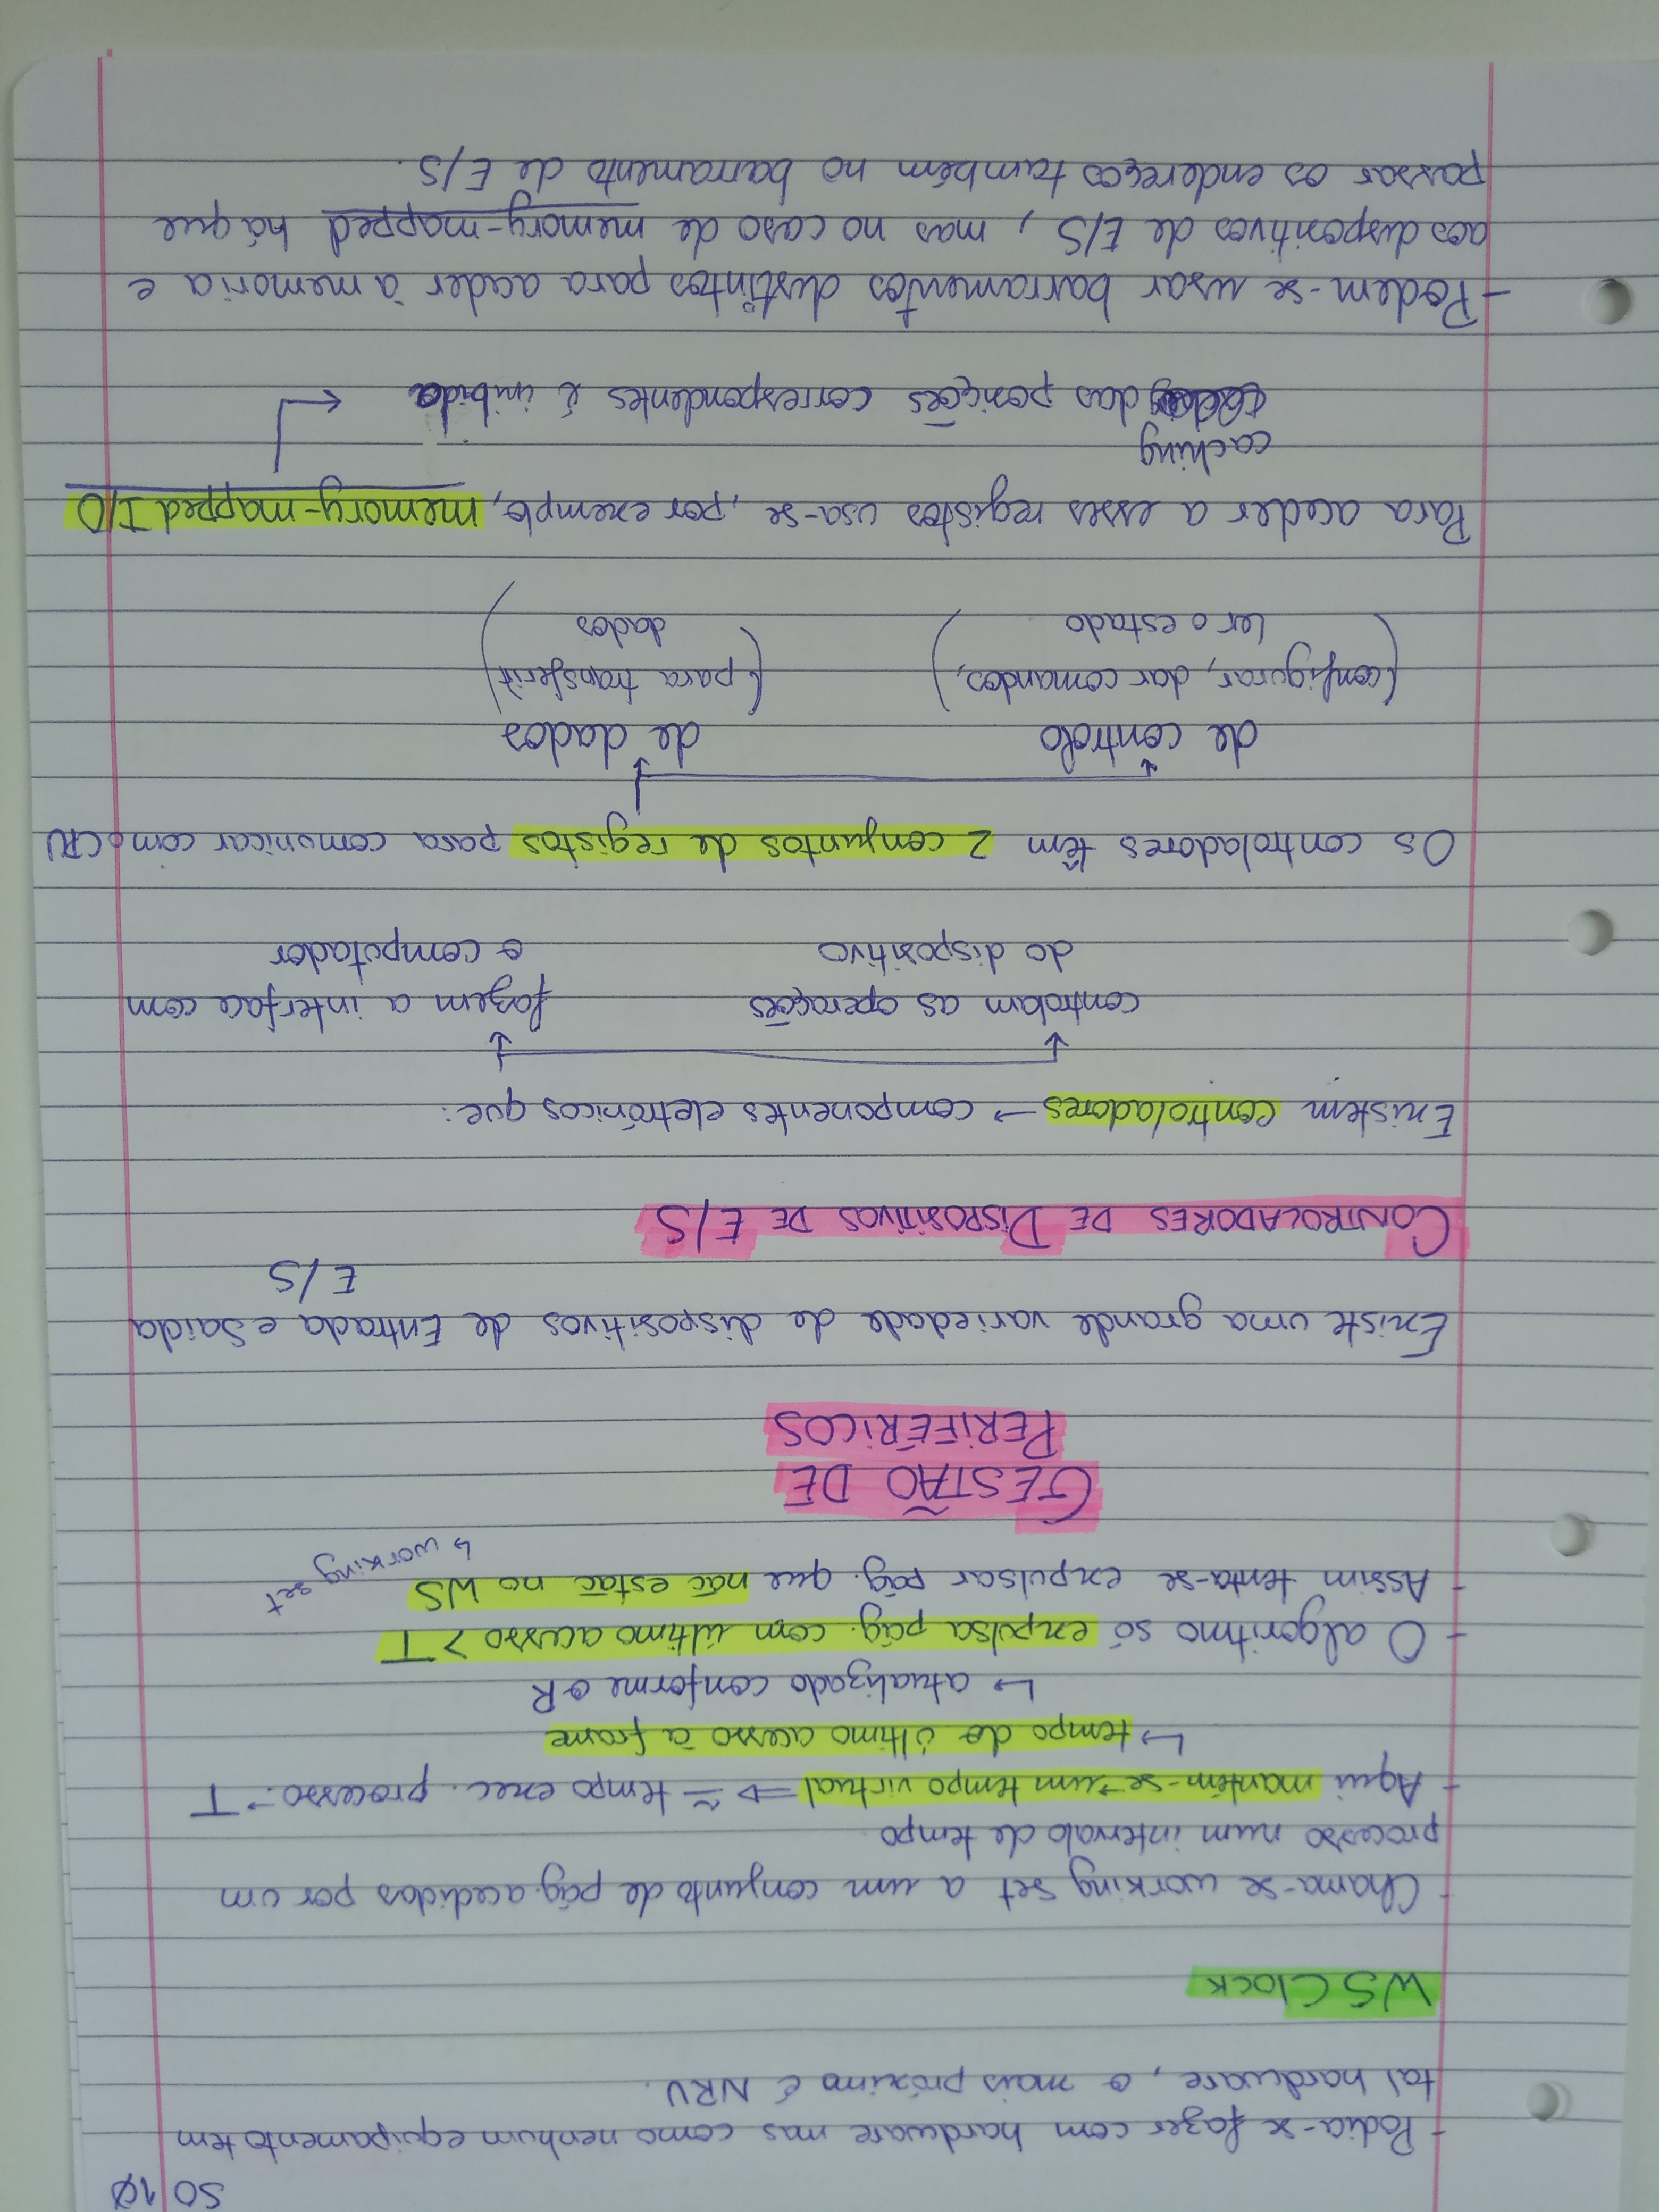 SO 10
- Podia-se fazer com hardware mas como nenhum equipamento tem
tal hardware, o mais próximo é NRU.
WSClock
- Chama-se working set a um conjunto de pág. acedidas por um
processo num intervalo de tempo
- Aqui mantém-se → um tempo virtual ⇒ ≃ tempo exec. processo → T
↳ tempo do último acesso à frame
↳ atualizado conforme o R
- O algoritmo só expulsa pág. com último acesso > T
- Assim tenta-se expulsar pág. que não estão no WS
↳ working set
GESTÃO DE
PERIFÉRICOS
Existe uma grande variedade de dispositivos de Entrada e Saída
E/S
CONTROLADORES DE DISPOSITIVOS DE E/S
Existem controladores → componentes eletrónicos que:
controlam as operações fazem a interface com
do dispositivo o computador
Os controladores têm 2 conjuntos de registos para comunicar com o CPU
de controlo de dados
(configurar, dar comandos, (para transferir
ler o estado) dados)
Para aceder a esses registos usa-se, por exemplo, memory-mapped I/O
caching
das posições correspondentes é inibida ←
- Podem-se usar barramentos distintos para aceder à memoria e
aos dispositivos de E/S, mas no caso de memory-mapped há que
passar os endereços também no barramento de E/S.